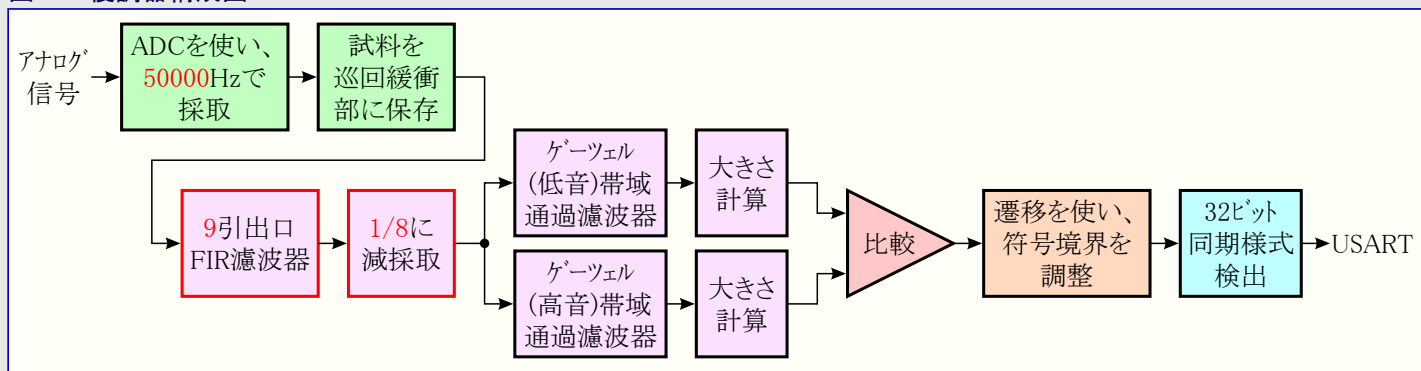 アナログ
信号
ADCを使い、
50000Hzで
採取
試料を
巡回緩衝
部に保存
9引出口
FIR濾波器
1/8に
減採取
ゲーツェル
(低音)帯域
通過濾波器
大きさ
計算
ゲーツェル
(高音)帯域
通過濾波器
大きさ
計算
比較
遷移を使い、
符号境界を
調整
32ビット
同期様式
検出
USART